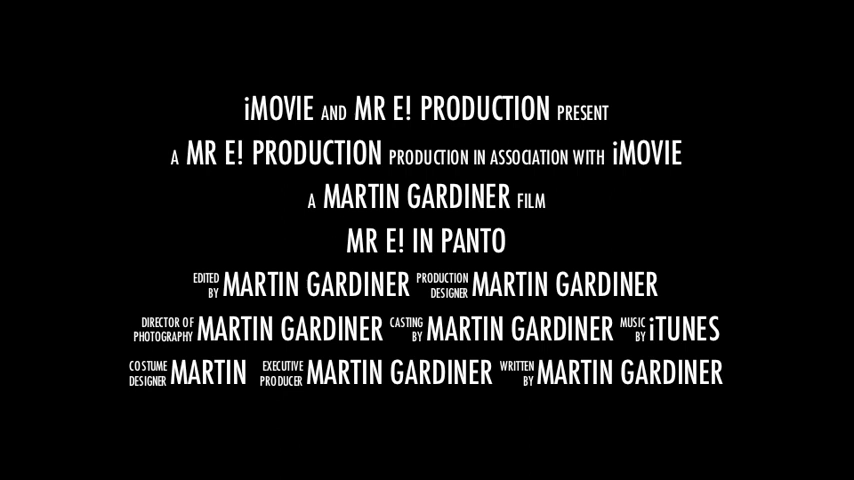 iMOVIE AND MR E! PRODUCTION PRESENT
A MR E! PRODUCTION PRODUCTION IN ASSOCIATION WITH iMOVIE
A MARTIN GARDINER FILM
MR E! IN PANTO
EDITED BY MARTIN GARDINER PRODUCTION DESIGNER MARTIN GARDINER
DIRECTOR OF PHOTOGRAPHY MARTIN GARDINER CASTING BY MARTIN GARDINER MUSIC BY iTUNES
COSTUME DESIGNER MARTIN EXECUTIVE PRODUCER MARTIN GARDINER WRITTEN BY MARTIN GARDINER